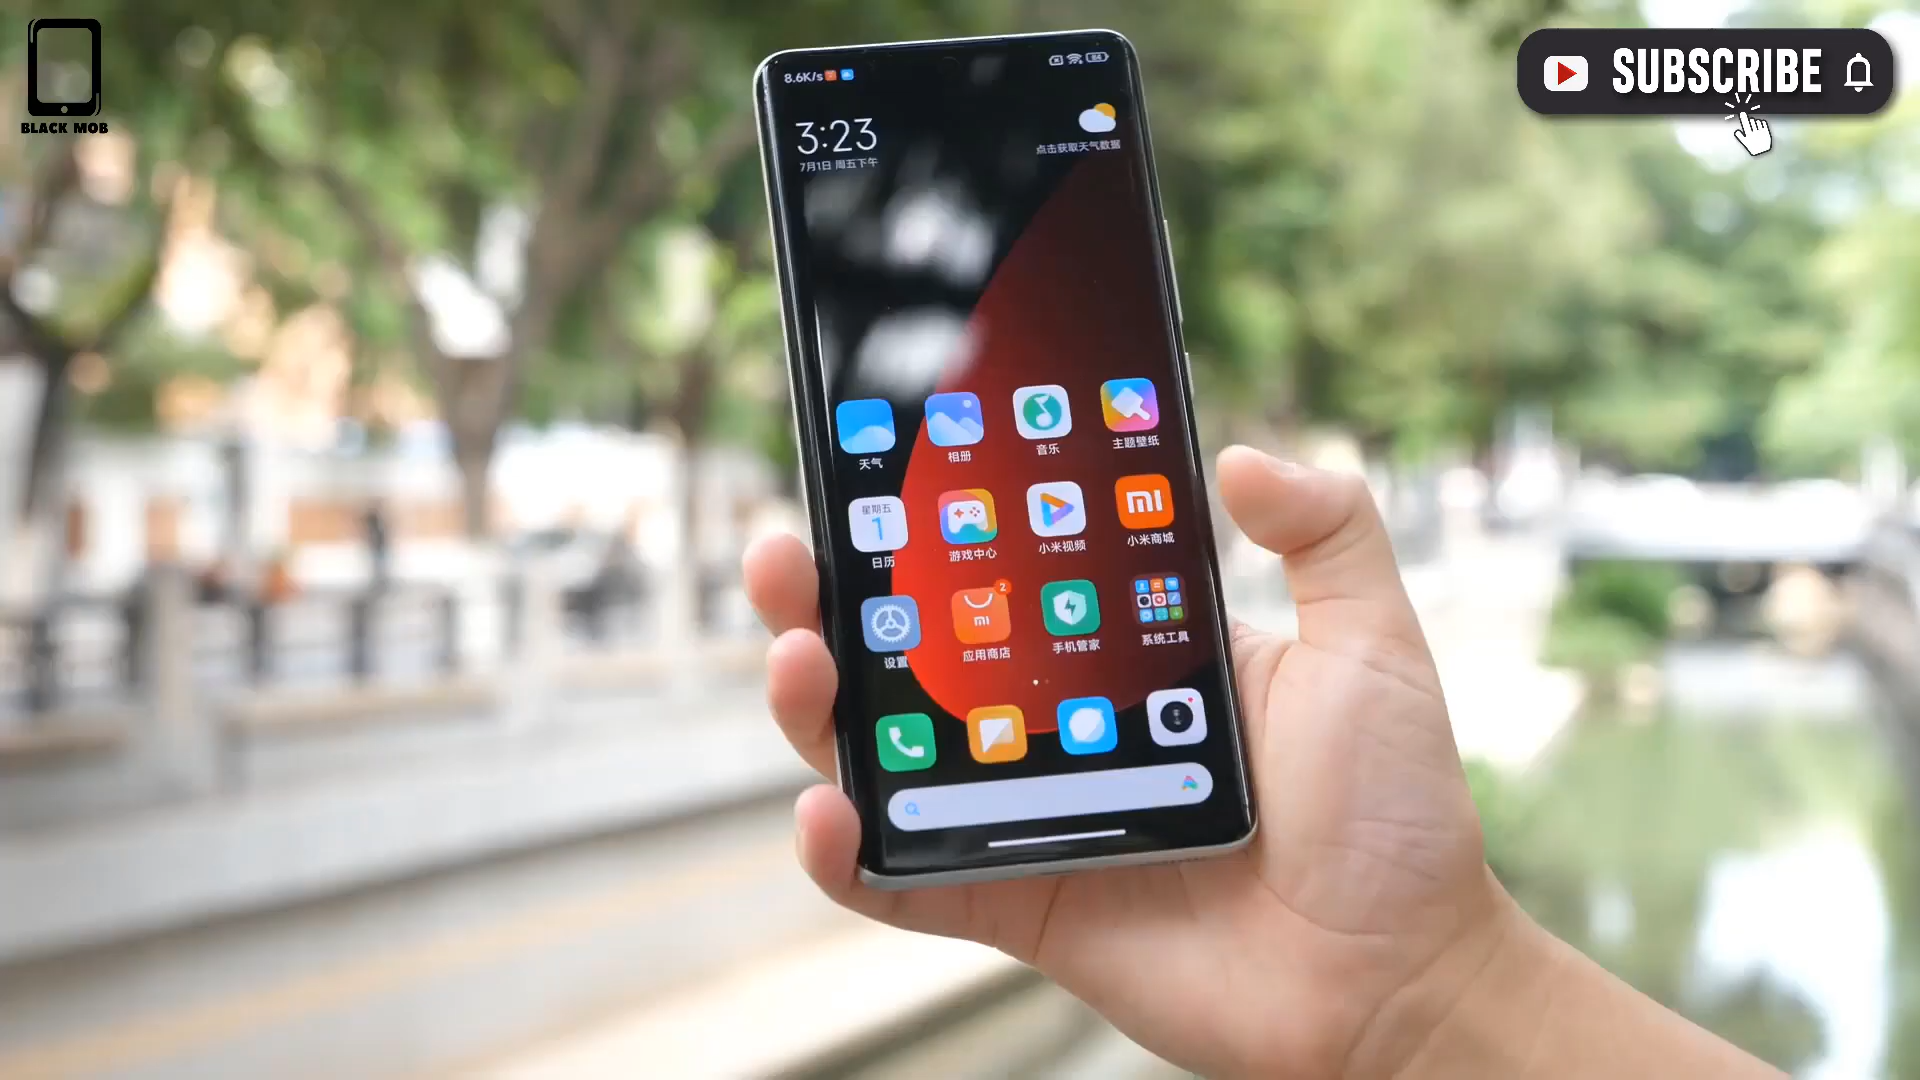 BLACK MOB
SUBSCRIBE
8.6K/s
3:23
7月1日 周五下午
点击获取天气数据
天气
相册
音乐
主题壁纸
星期五
1
日历
游戏中心
小米视频
mi
小米商城
设置
2
mi
应用商店
手机管家
系统工具